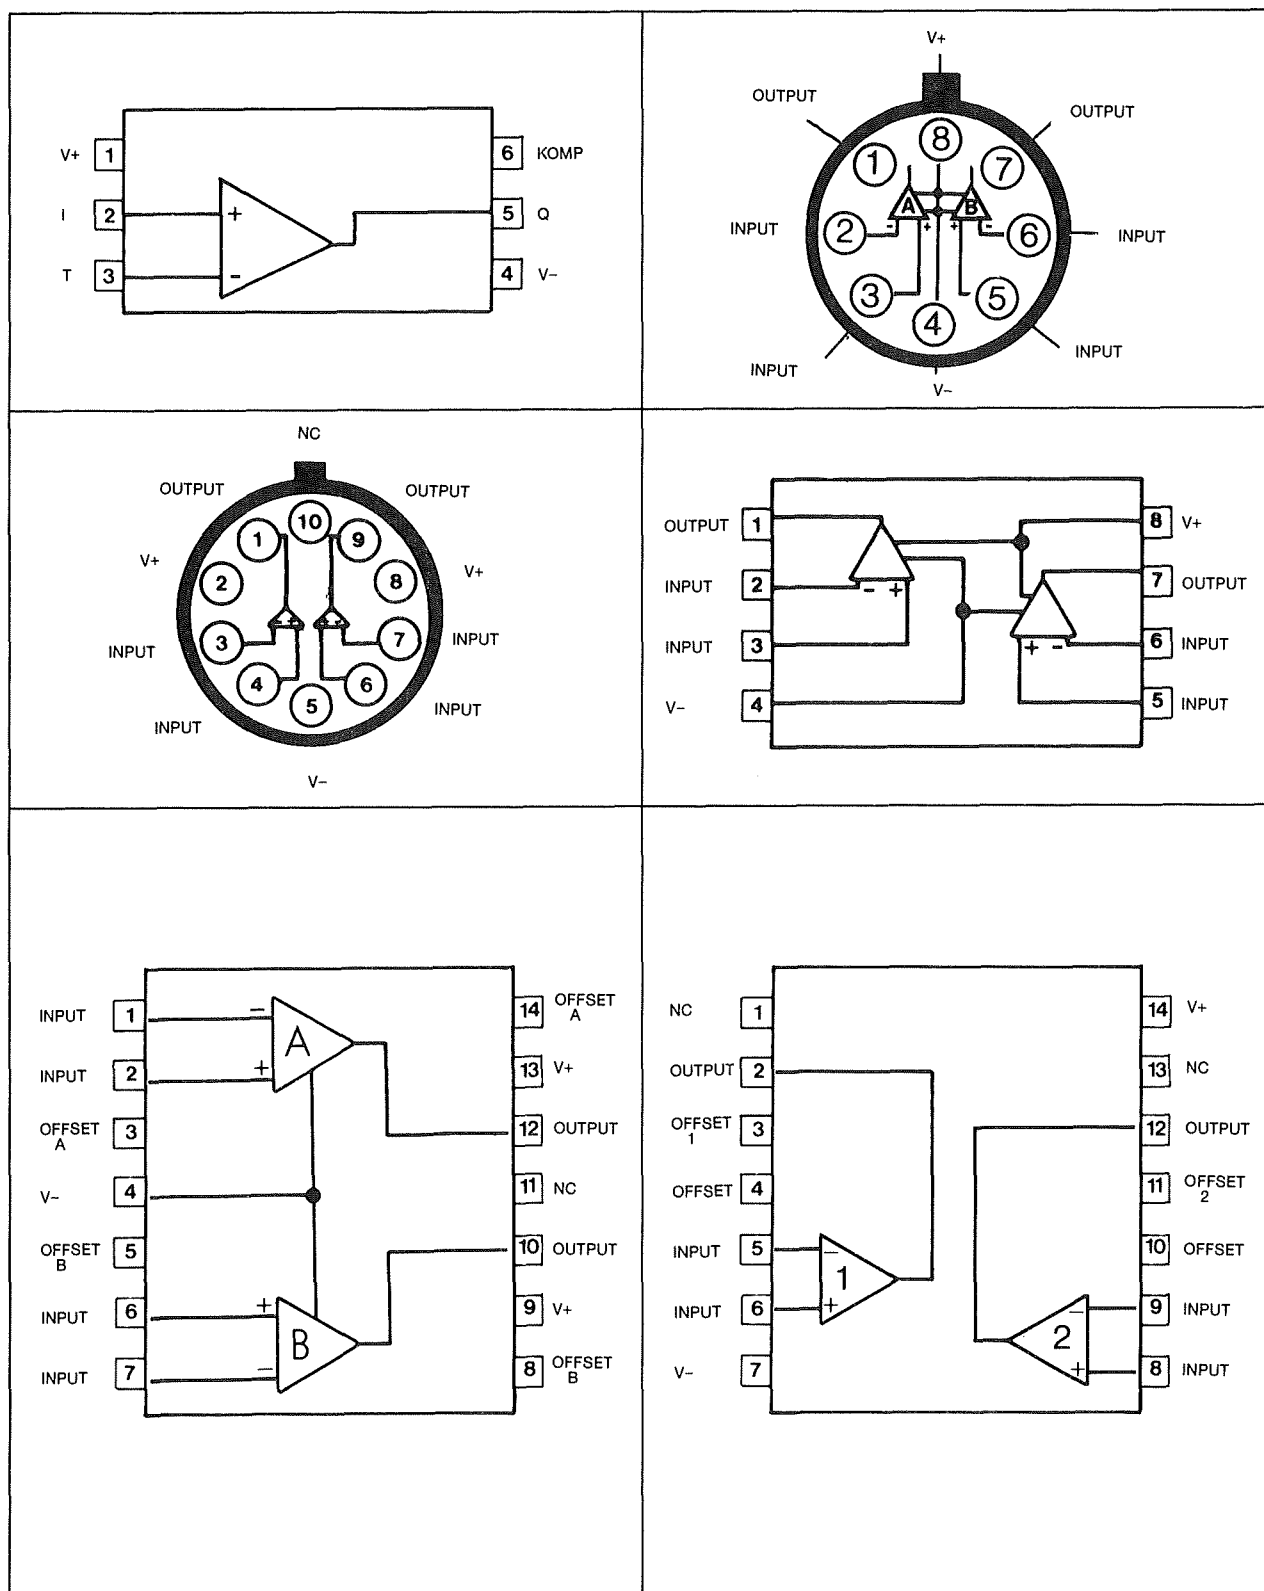 V+ 1 6 KOMP
I 2 + 5 Q
T 3 - 4 V-
V+
OUTPUT OUTPUT
8
1 7
A B
INPUT 2 - + + - 6 INPUT
3 5
4
INPUT INPUT
V-
NC
OUTPUT OUTPUT
10
1 9
V+ 2 8 V+
INPUT 3 7 INPUT
4 6
5
INPUT INPUT
V-
OUTPUT 1 8 V+
INPUT 2 - + 7 OUTPUT
INPUT 3 + - 6 INPUT
V- 4 5 INPUT
INPUT 1 - A 14 OFFSET
A
INPUT 2 + 13 V+
OFFSET 3 12 OUTPUT
A
V- 4 11 NC
OFFSET 5 10 OUTPUT
B
INPUT 6 + B 9 V+
INPUT 7 - 8 OFFSET
B
NC 1 14 V+
OUTPUT 2 13 NC
OFFSET 3 12 OUTPUT
1
OFFSET 4 11 OFFSET
2
INPUT 5 - 1 10 OFFSET
INPUT 6 + 2 - 9 INPUT
V- 7 + 8 INPUT